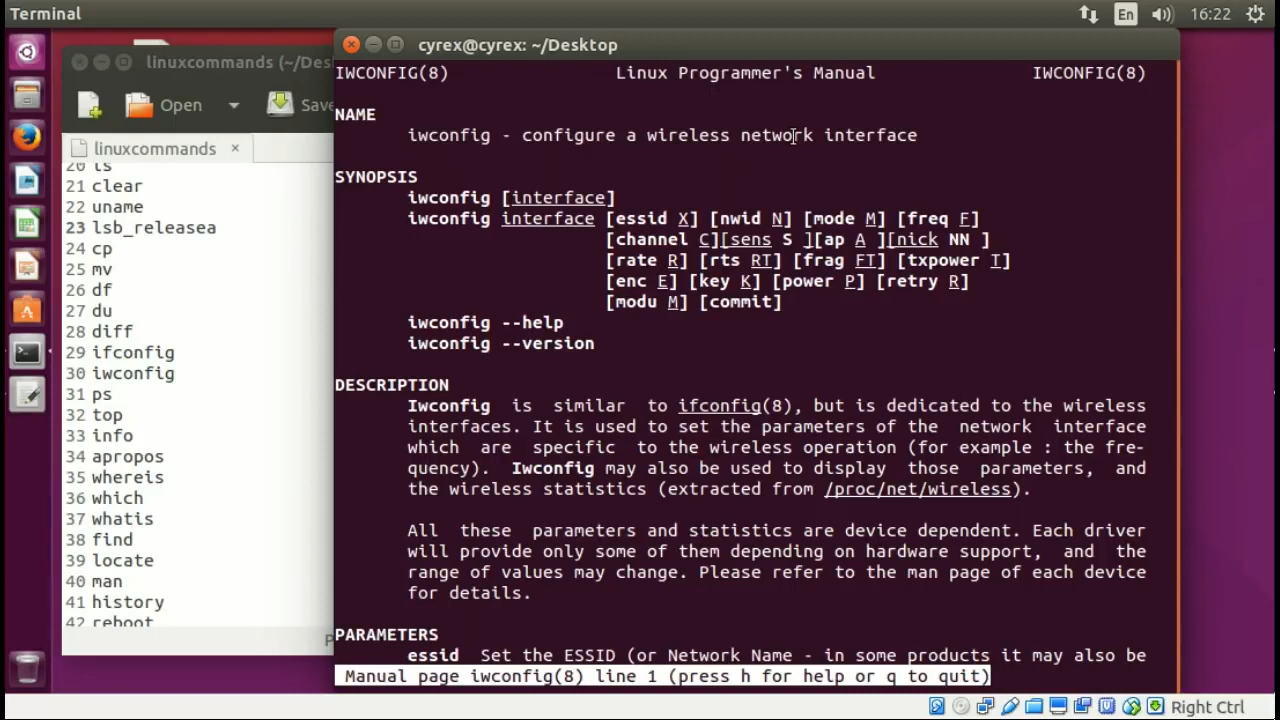 Terminal
En
16:22
linuxcommands (~/Des
Open
Save
linuxcommands ×
20 ls
21 clear
22 uname
23 lsb_releasea
24 cp
25 mv
26 df
27 du
28 diff
29 ifconfig
30 iwconfig
31 ps
32 top
33 info
34 apropos
35 whereis
36 which
37 whatis
38 find
39 locate
40 man
41 history
42 reboot
cyrex@cyrex: ~/Desktop
IWCONFIG(8) Linux Programmer's Manual IWCONFIG(8)
NAME
iwconfig - configure a wireless network interface
SYNOPSIS
iwconfig [interface]
iwconfig interface [essid X] [nwid N] [mode M] [freq F]
[channel C][sens S ][ap A ][nick NN ]
[rate R] [rts RT] [frag FT] [txpower T]
[enc E] [key K] [power P] [retry R]
[modu M] [commit]
iwconfig --help
iwconfig --version
DESCRIPTION
Iwconfig is similar to ifconfig(8), but is dedicated to the wireless
interfaces. It is used to set the parameters of the network interface
which are specific to the wireless operation (for example : the fre-
quency). Iwconfig may also be used to display those parameters, and
the wireless statistics (extracted from /proc/net/wireless).
All these parameters and statistics are device dependent. Each driver
will provide only some of them depending on hardware support, and the
range of values may change. Please refer to the man page of each device
for details.
PARAMETERS
essid Set the ESSID (or Network Name - in some products it may also be
Manual page iwconfig(8) line 1 (press h for help or q to quit)
Right Ctrl